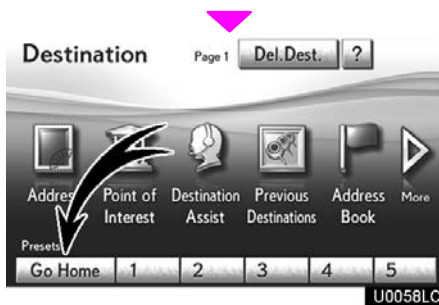 Destination Page 1 Del.Dest. ?
Address Point of Interest Destination Assist Previous Destinations Address Book More
Presets
Go Home 1 2 3 4 5
U0058LC